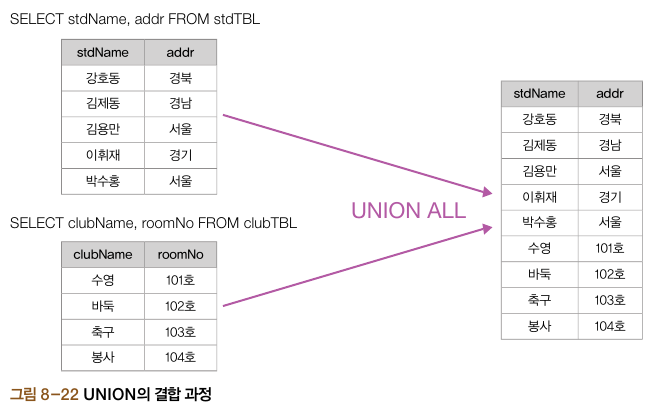 SELECT stdName, addr FROM stdTBL
stdName addr
강호동 경북
김제동 경남
김용만 서울
이휘재 경기
박수홍 서울
SELECT clubName, roomNo FROM clubTBL
clubName roomNo
수영 101호
바둑 102호
축구 103호
봉사 104호
UNION ALL
stdName addr
강호동 경북
김제동 경남
김용만 서울
이휘재 경기
박수홍 서울
수영 101호
바둑 102호
축구 103호
봉사 104호
그림 8-22 UNION의 결합 과정